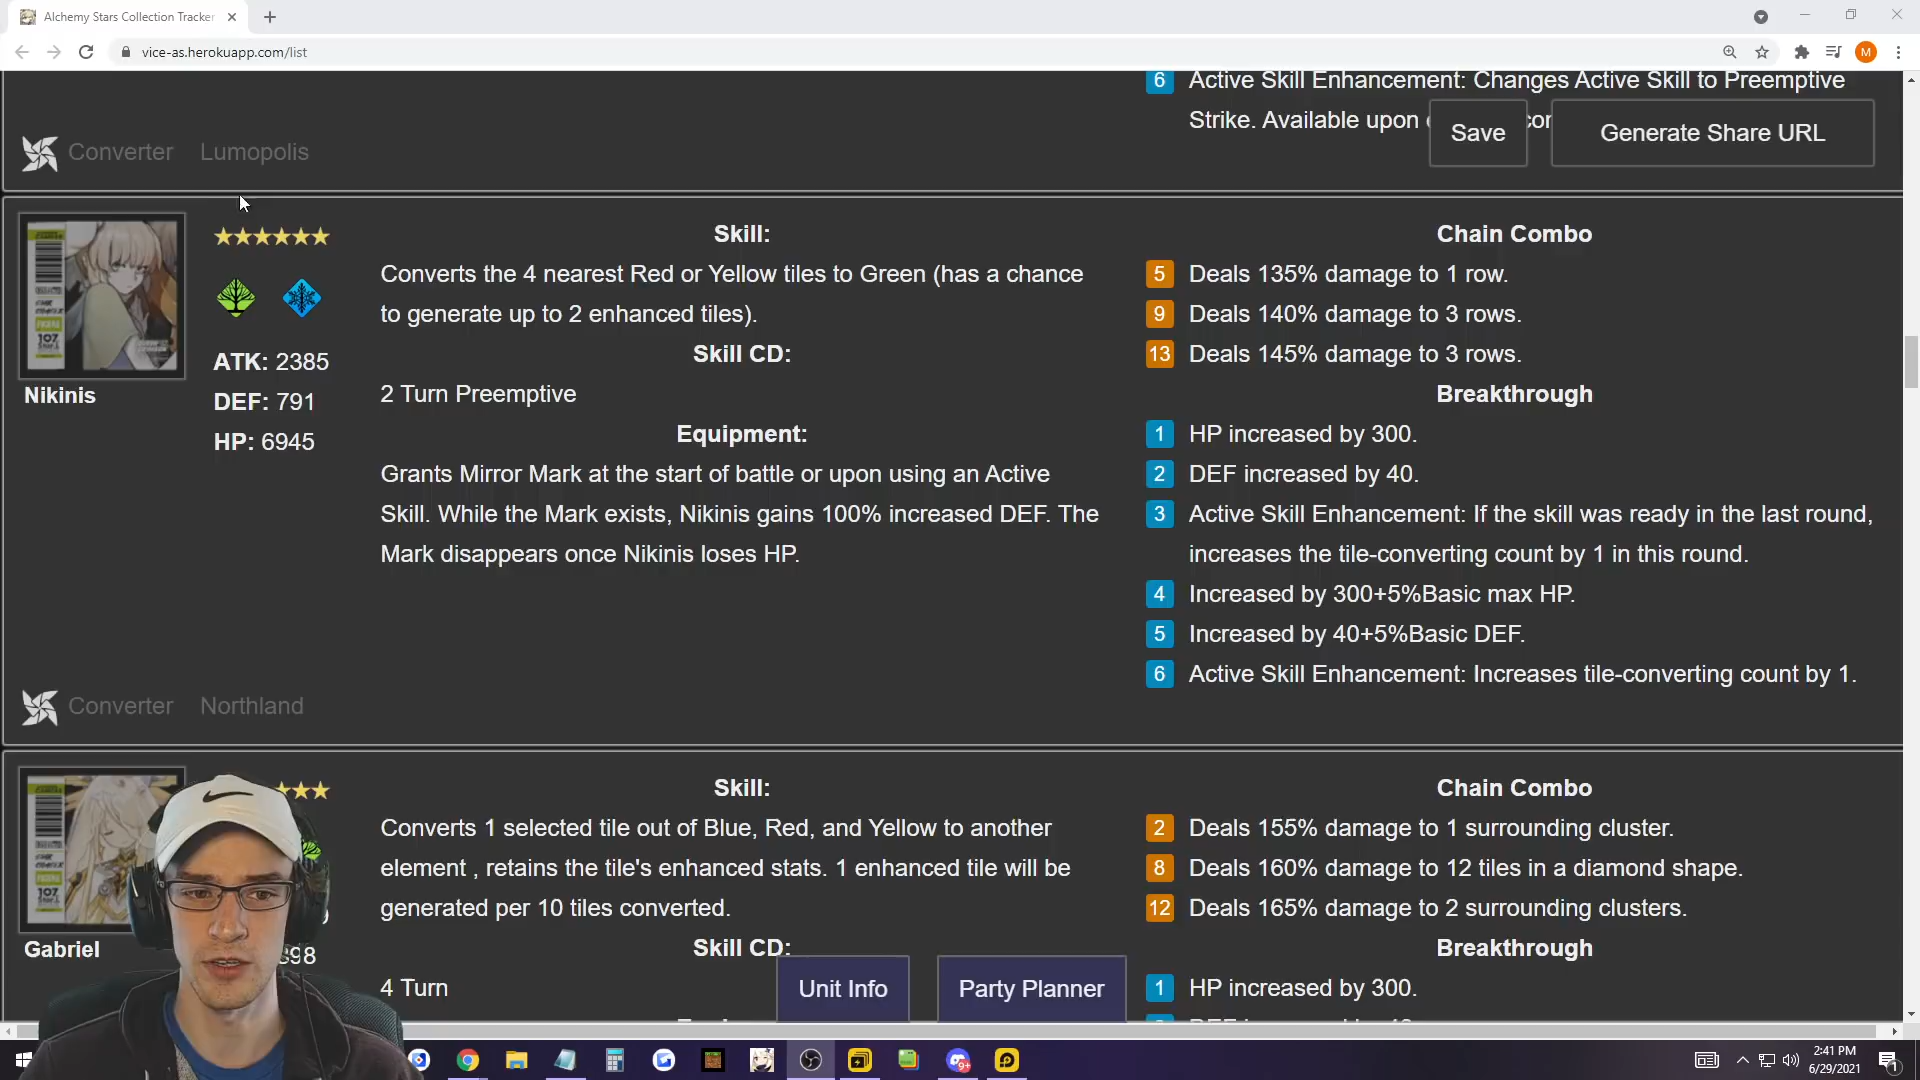 Alchemy Stars Collection Tracker
vice-as.herokuapp.com/list
M
6 Active Skill Enhancement: Changes Active Skill to Preemptive
Strike. Available upon
Save
Generate Share URL
Converter Lumopolis
Nikinis
ATK: 2385
DEF: 791
HP: 6945
Skill:
Converts the 4 nearest Red or Yellow tiles to Green (has a chance
to generate up to 2 enhanced tiles).
Skill CD:
2 Turn Preemptive
Equipment:
Grants Mirror Mark at the start of battle or upon using an Active
Skill. While the Mark exists, Nikinis gains 100% increased DEF. The
Mark disappears once Nikinis loses HP.
Chain Combo
5 Deals 135% damage to 1 row.
9 Deals 140% damage to 3 rows.
13 Deals 145% damage to 3 rows.
Breakthrough
1 HP increased by 300.
2 DEF increased by 40.
3 Active Skill Enhancement: If the skill was ready in the last round,
increases the tile-converting count by 1 in this round.
4 Increased by 300+5%Basic max HP.
5 Increased by 40+5%Basic DEF.
6 Active Skill Enhancement: Increases tile-converting count by 1.
Converter Northland
Gabriel
Skill:
Converts 1 selected tile out of Blue, Red, and Yellow to another
element , retains the tile's enhanced stats. 1 enhanced tile will be
generated per 10 tiles converted.
Skill CD:
4 Turn
Chain Combo
2 Deals 155% damage to 1 surrounding cluster.
8 Deals 160% damage to 12 tiles in a diamond shape.
12 Deals 165% damage to 2 surrounding clusters.
Breakthrough
1 HP increased by 300.
Unit Info
Party Planner
2:41 PM
6/29/2021